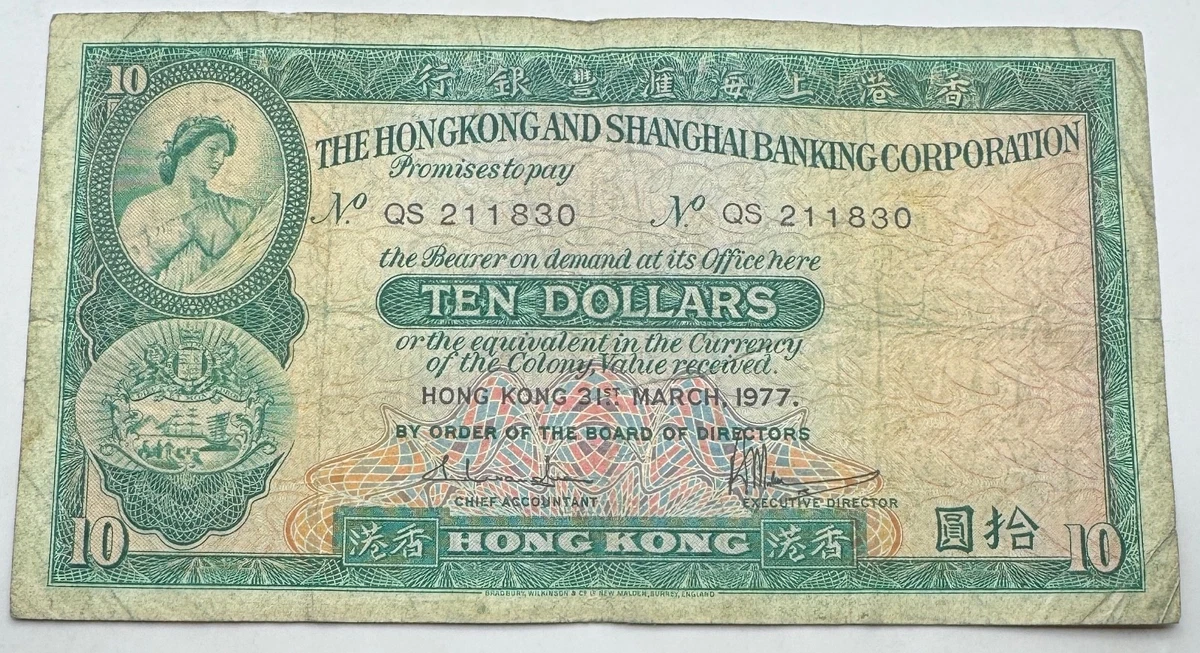 10
行銀豐滙海上港香
THE HONGKONG AND SHANGHAI BANKING CORPORATION
Promises to pay
No. QS 211830 No. QS 211830
the Bearer on demand at its Office here
TEN DOLLARS
or the equivalent in the Currency
of the Colony, Value received.
HONG KONG 31ST MARCH, 1977.
BY ORDER OF THE BOARD OF DIRECTORS
CHIEF ACCOUNTANT EXECUTIVE DIRECTOR
圓拾
10 港香 HONG KONG 港香 10
BRADBURY, WILKINSON & Co. Ld. NEW MALDEN, SURREY, ENGLAND